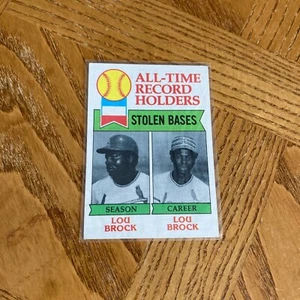 ALL-TIME
RECORD
HOLDERS
STOLEN BASES
SEASON
CAREER
LOU
BROCK
LOU
BROCK